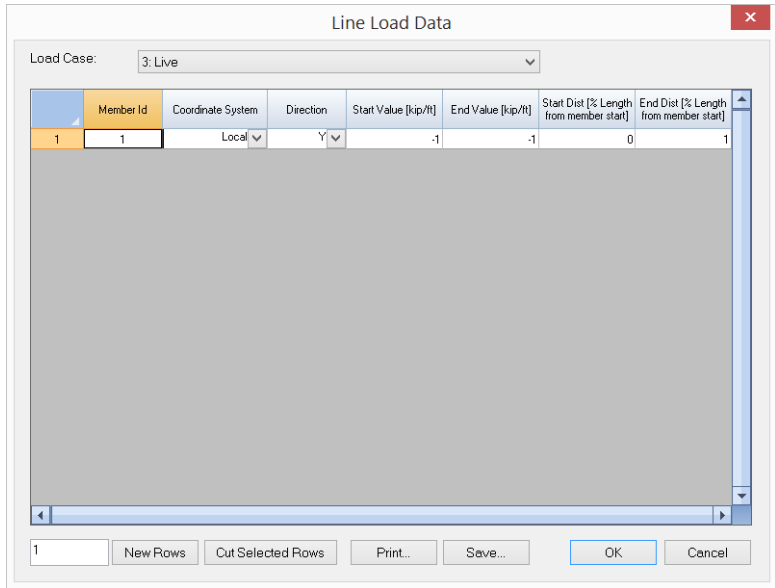 Line Load Data
Load Case:
3: Live
Member Id Coordinate System Direction Start Value [kip/ft] End Value [kip/ft] Start Dist [% Length from member start] End Dist [% Length from member start]
1 1 Local Y -1 -1 0 1
1 New Rows Cut Selected Rows Print... Save... OK Cancel